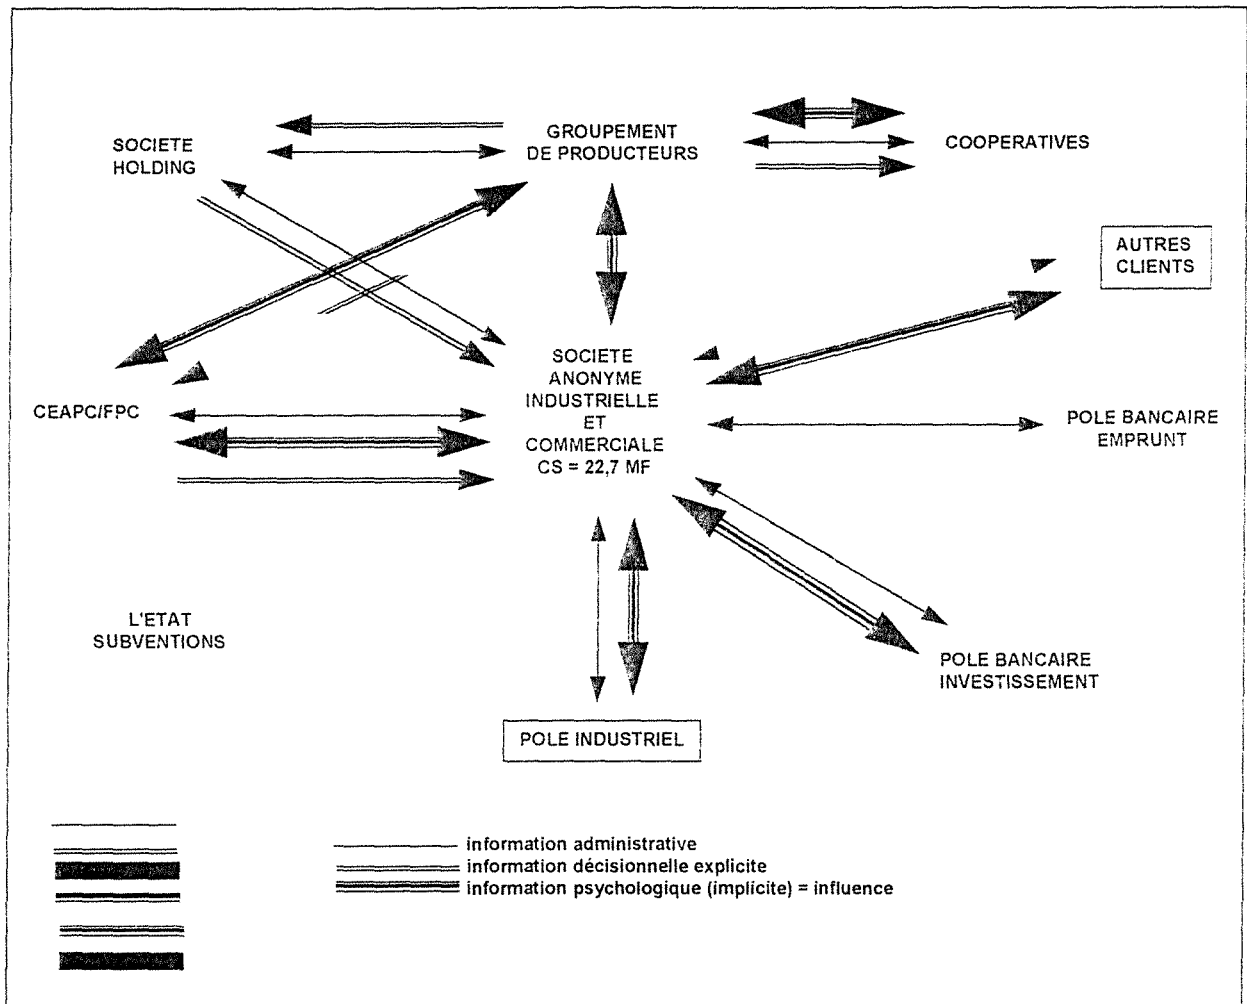 SOCIETE
HOLDING
GROUPEMENT
DE PRODUCTEURS
COOPERATIVES
AUTRES
CLIENTS
SOCIETE
ANONYME
INDUSTRIELLE
ET
COMMERCIALE
CS = 22,7 MF
CEAPC/FPC
POLE BANCAIRE
EMPRUNT
L'ETAT
SUBVENTIONS
POLE BANCAIRE
INVESTISSEMENT
POLE INDUSTRIEL
information administrative
information décisionnelle explicite
information psychologique (implicite) = influence